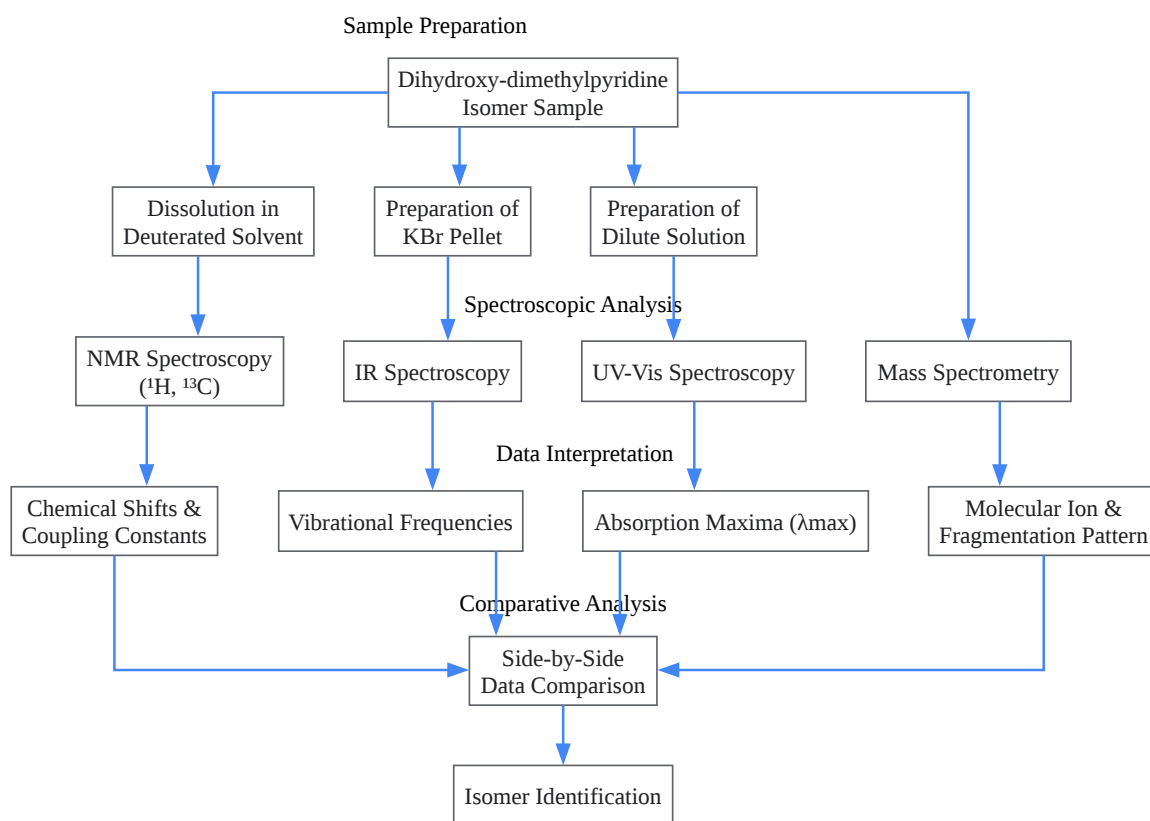 Sample Preparation
Dihydroxy-dimethylpyridine
Isomer Sample
Dissolution in
Deuterated Solvent
Preparation of
KBr Pellet
Preparation of
Dilute Solution
Spectroscopic Analysis
NMR Spectroscopy
(¹H, ¹³C)
IR Spectroscopy
UV-Vis Spectroscopy
Mass Spectrometry
Data Interpretation
Chemical Shifts &
Coupling Constants
Vibrational Frequencies
Absorption Maxima (λmax)
Molecular Ion &
Fragmentation Pattern
Comparative Analysis
Side-by-Side
Data Comparison
Isomer Identification